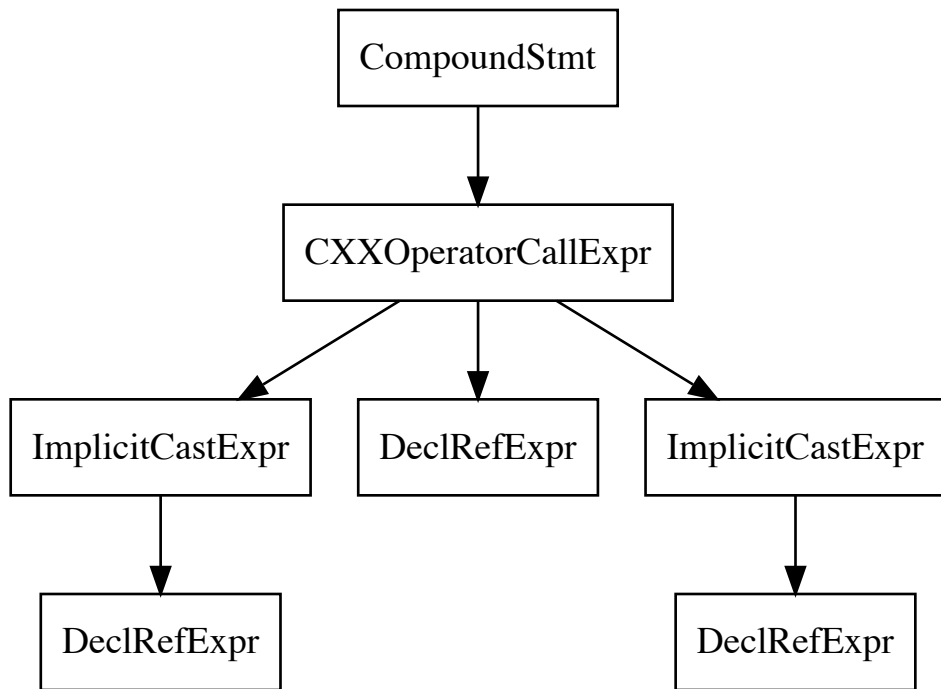 CompoundStmt
CXXOperatorCallExpr
ImplicitCastExpr
DeclRefExpr
ImplicitCastExpr
DeclRefExpr
DeclRefExpr